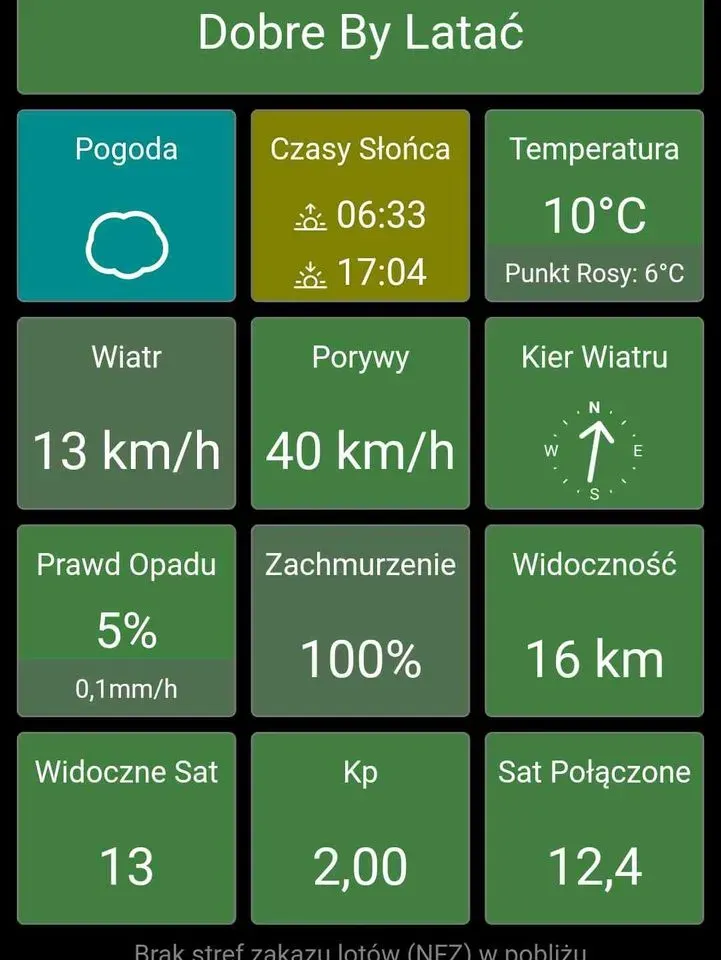 Dobre By Latać
Pogoda
Czasy Słońca
06:33
17:04
Temperatura
10°C
Punkt Rosy: 6°C
Wiatr
13 km/h
Porywy
40 km/h
Kier Wiatru
N
W E
S
Prawd Opadu
5%
0,1mm/h
Zachmurzenie
100%
Widoczność
16 km
Widoczne Sat
13
Kp
2,00
Sat Połączone
12,4
Brak stref zakazu lotów (NFZ) w pobliżu